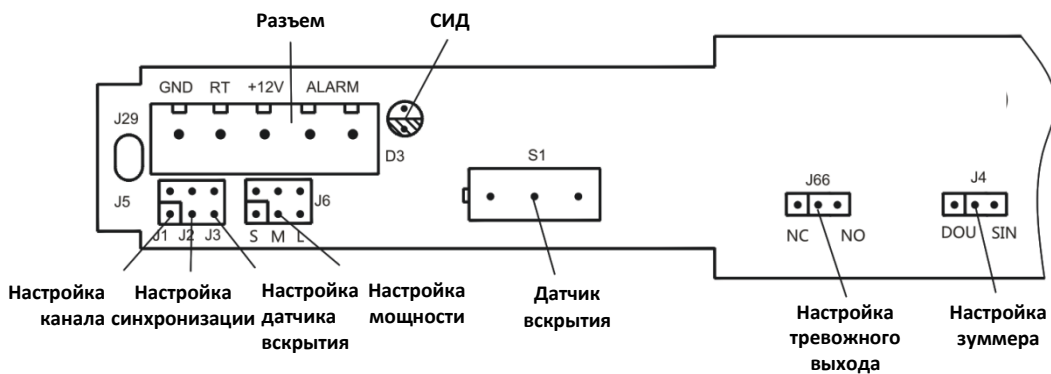 Разъем
СИД
GND RT +12V ALARM
J29
D3
S1
J5
J6
J66
J4
J1 J2 J3
S M L
NC NO
DOU SIN
Настройка
канала
Настройка
синхронизации
Настройка
датчика
вскрытия
Настройка
мощности
Датчик
вскрытия
Настройка
тревожного
выхода
Настройка
зуммера